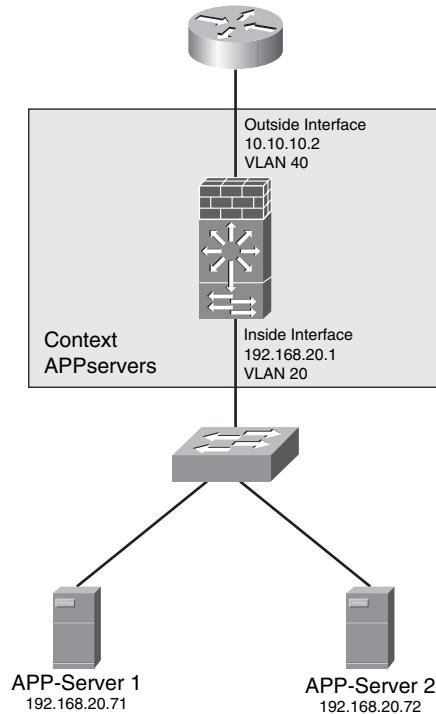 Outside Interface
10.10.10.2
VLAN 40
Context
APPservers
Inside Interface
192.168.20.1
VLAN 20
APP-Server 1
192.168.20.71
APP-Server 2
192.168.20.72